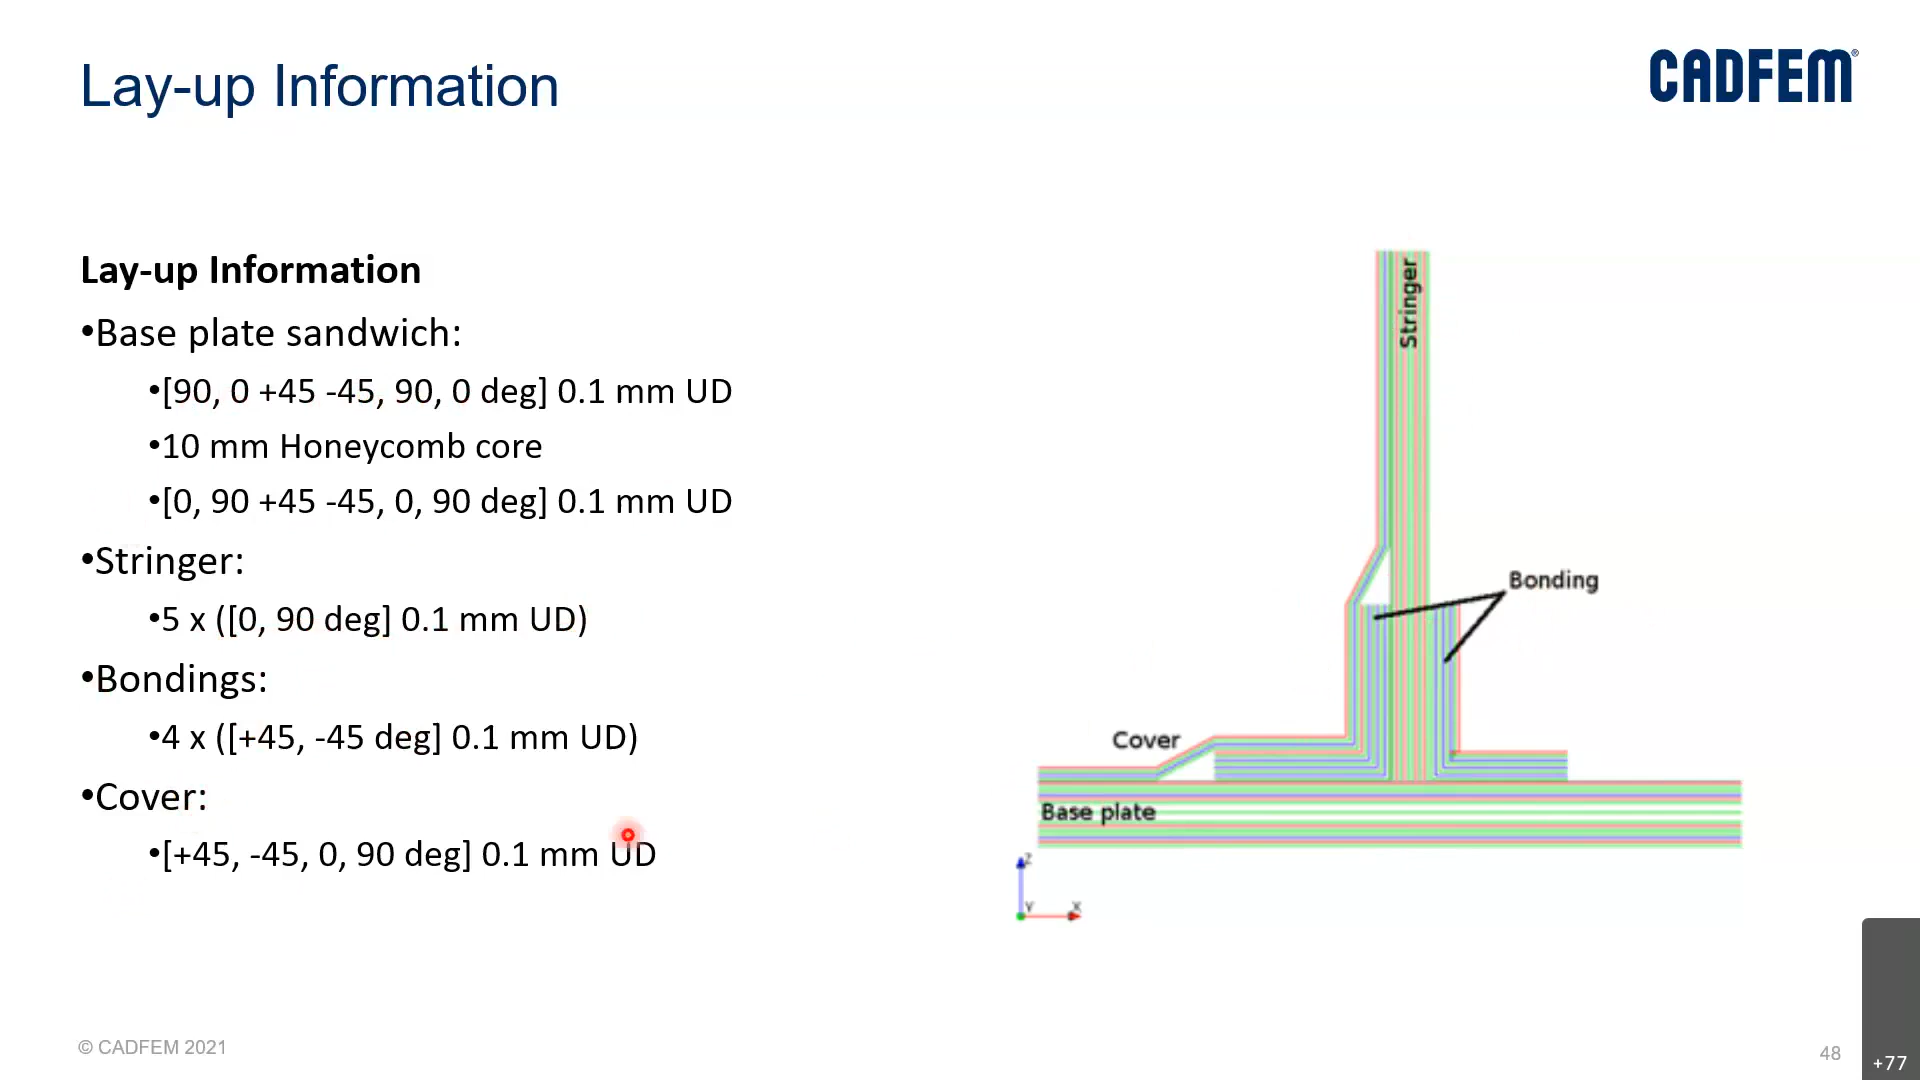 Lay-up Information
CADFEM®
Lay-up Information
•Base plate sandwich:
•[90, 0 +45 -45, 90, 0 deg] 0.1 mm UD
•10 mm Honeycomb core
•[0, 90 +45 -45, 0, 90 deg] 0.1 mm UD
•Stringer:
•5 x ([0, 90 deg] 0.1 mm UD)
•Bondings:
•4 x ([+45, -45 deg] 0.1 mm UD)
•Cover:
•[+45, -45, 0, 90 deg] 0.1 mm UD
Stringer
Bonding
Cover
Base plate
Z
Y
X
© CADFEM 2021
48
+77